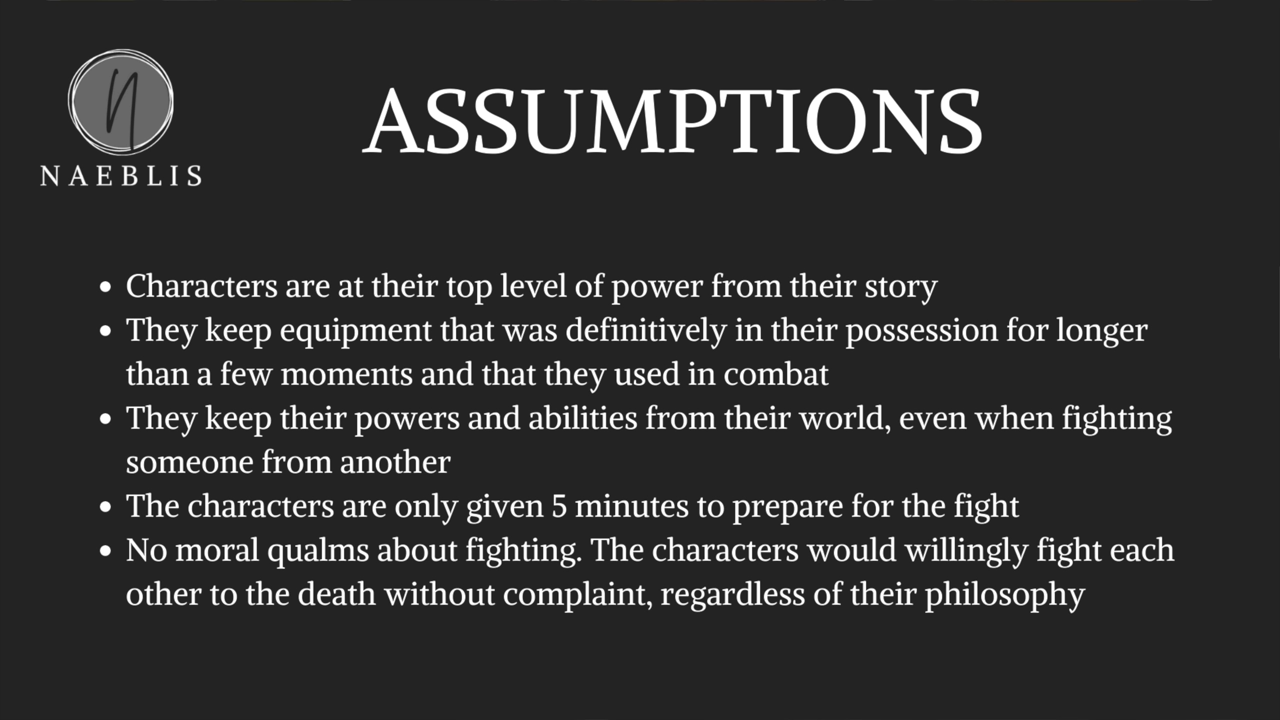 NAEBLIS
ASSUMPTIONS
• Characters are at their top level of power from their story
• They keep equipment that was definitively in their possession for longer
than a few moments and that they used in combat
• They keep their powers and abilities from their world, even when fighting
someone from another
• The characters are only given 5 minutes to prepare for the fight
• No moral qualms about fighting. The characters would willingly fight each
other to the death without complaint, regardless of their philosophy